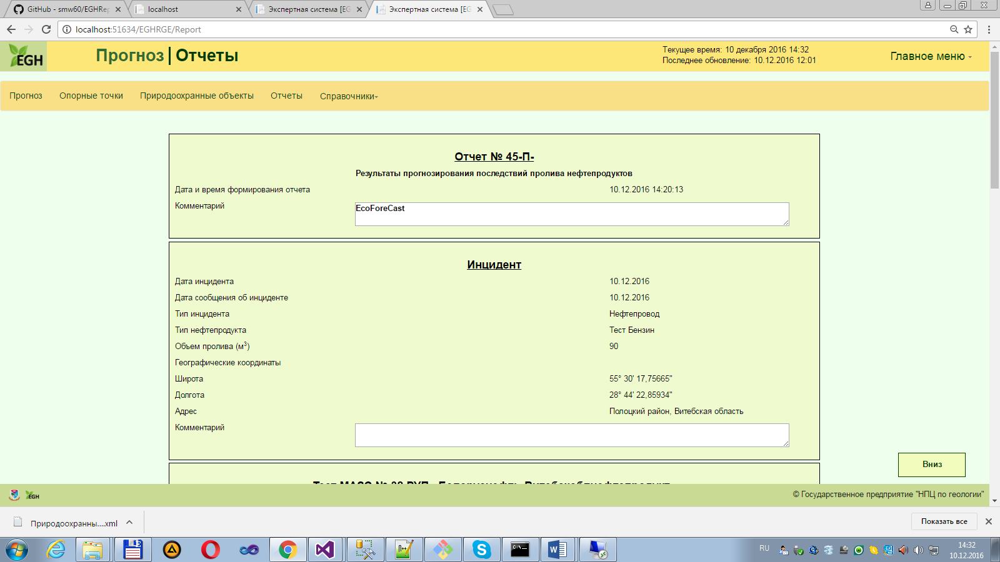 GitHub - smw60/EGHRep
localhost
Экспертная система [EG
Экспертная система [EG
localhost:51634/EGHRGE/Report
EGH
Прогноз | Отчеты
Текущее время: 10 декабря 2016 14:32
Последнее обновление: 10.12.2016 12:01
Главное меню
Прогноз
Опорные точки
Природоохранные объекты
Отчеты
Справочники
Отчет № 45-П-
Результаты прогнозирования последствий пролива нефтепродуктов
Дата и время формирования отчета 10.12.2016 14:20:13
Комментарий EcoForeCast
Инцидент
Дата инцидента 10.12.2016
Дата сообщения об инциденте 10.12.2016
Тип инцидента Нефтепровод
Тип нефтепродукта Тест Бензин
Объем пролива (м³) 90
Географические координаты
Широта 55° 30' 17,75665"
Долгота 28° 44' 22,85934"
Адрес Полоцкий район, Витебская область
Комментарий
Вниз
EGH
© Государственное предприятие "НПЦ по геологии"
Природоохранны....xml
Показать все
RU
14:32
10.12.2016